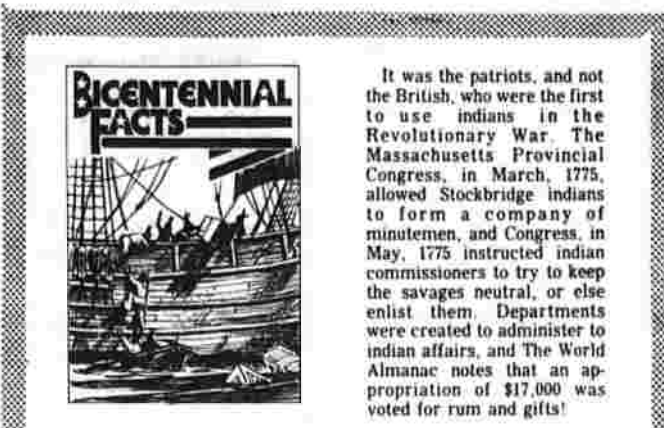 BICENTENNIAL
FACTS
It was the patriots, and not
the British, who were the first
to use indians in the
Revolutionary War. The
Massachusetts Provincial
Congress, in March, 1775,
allowed Stockbridge indians
to form a company of
minutemen, and Congress, in
May, 1775 instructed indian
commissioners to try to keep
the savages neutral, or else
enlist them. Departments
were created to administer to
indian affairs, and The World
Almanac notes that an ap-
propriation of $17,000 was
voted for rum and gifts!